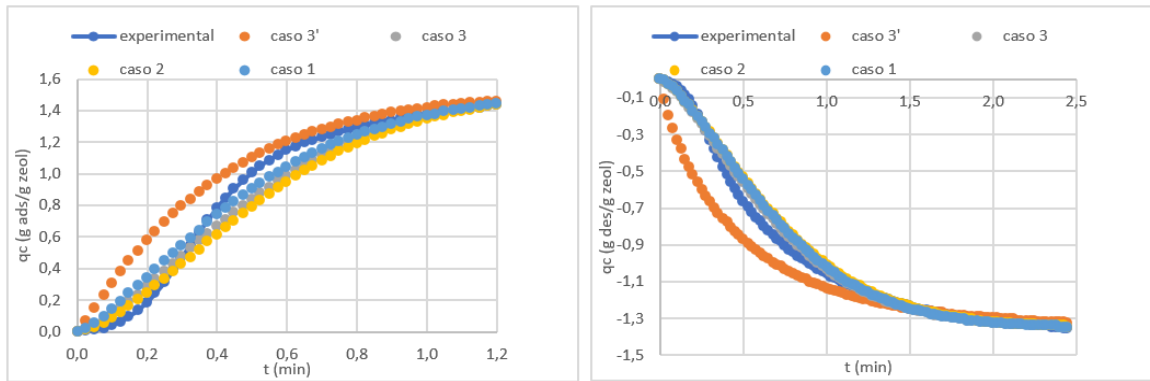 experimental caso 3' caso 3
caso 2 caso 1
qc (g ads/g zeol)
1,6
1,4
1,2
1,0
0,8
0,6
0,4
0,2
0,0
0,0 0,2 0,4 0,6 0,8 1,0 1,2
t (min)
experimental caso 3' caso 3
caso 2 caso 1
qc (g des/g zeol)
0,0 0,5 1,0 1,5 2,0 2,5
-0,1
-0,3
-0,5
-0,7
-0,9
-1,1
-1,3
-1,5
t (min)